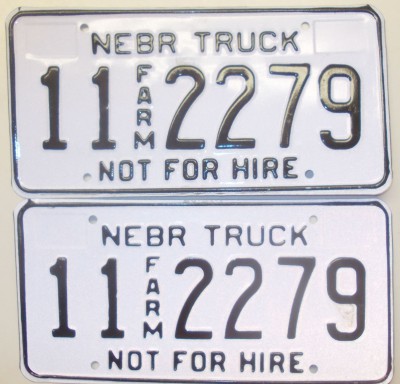 NEBR TRUCK
11 FARM 2279
NOT FOR HIRE
NEBR TRUCK
11 FARM 2279
NOT FOR HIRE